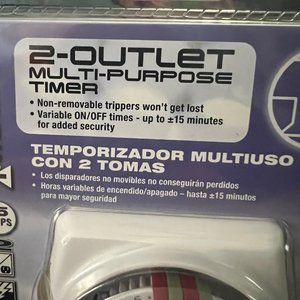 2-OUTLET
MULTI-PURPOSE
TIMER
• Non-removable trippers won't get lost
• Variable ON/OFF times - up to ±15 minutes
for added security
TEMPORIZADOR MULTIUSO
CON 2 TOMAS
• Los disparadores no movibles no conseguirán perdidos
• Horas variables de encendido/apagado – hasta ±15 minutos
para mayor seguridad